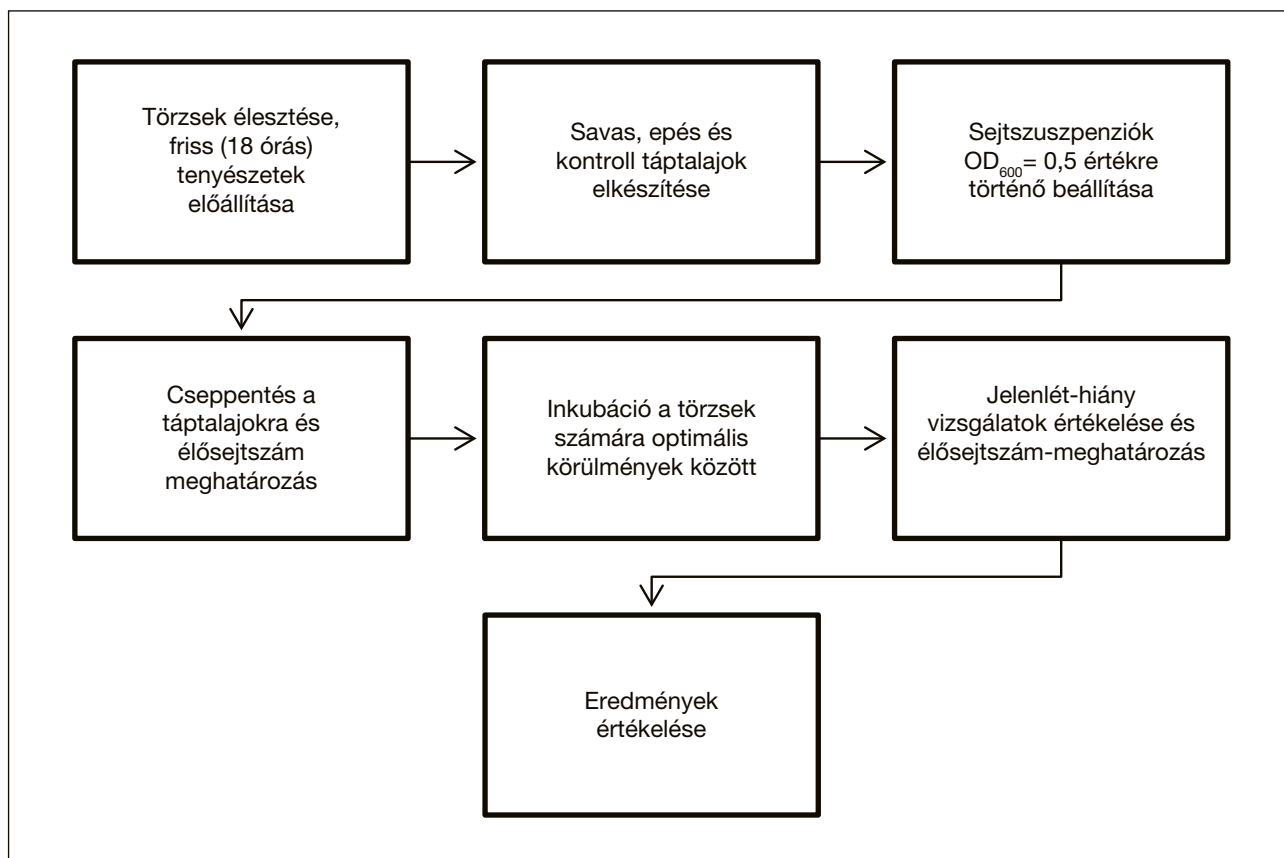 Törzsek élesztése,
friss (18 órás)
tenyészetek
előállítása
Savas, epés és
kontroll táptalajok
elkészítése
Sejtszuszpenziók
OD₆₀₀= 0,5 értékre
történő beállítása
Cseppentés a
táptalajokra és
élősejtszám
meghatározás
Inkubáció a törzsek
számára optimális
körülmények között
Jelenlét-hiány
vizsgálatok értékelése és
élősejtszám-meghatározás
Eredmények
értékelése